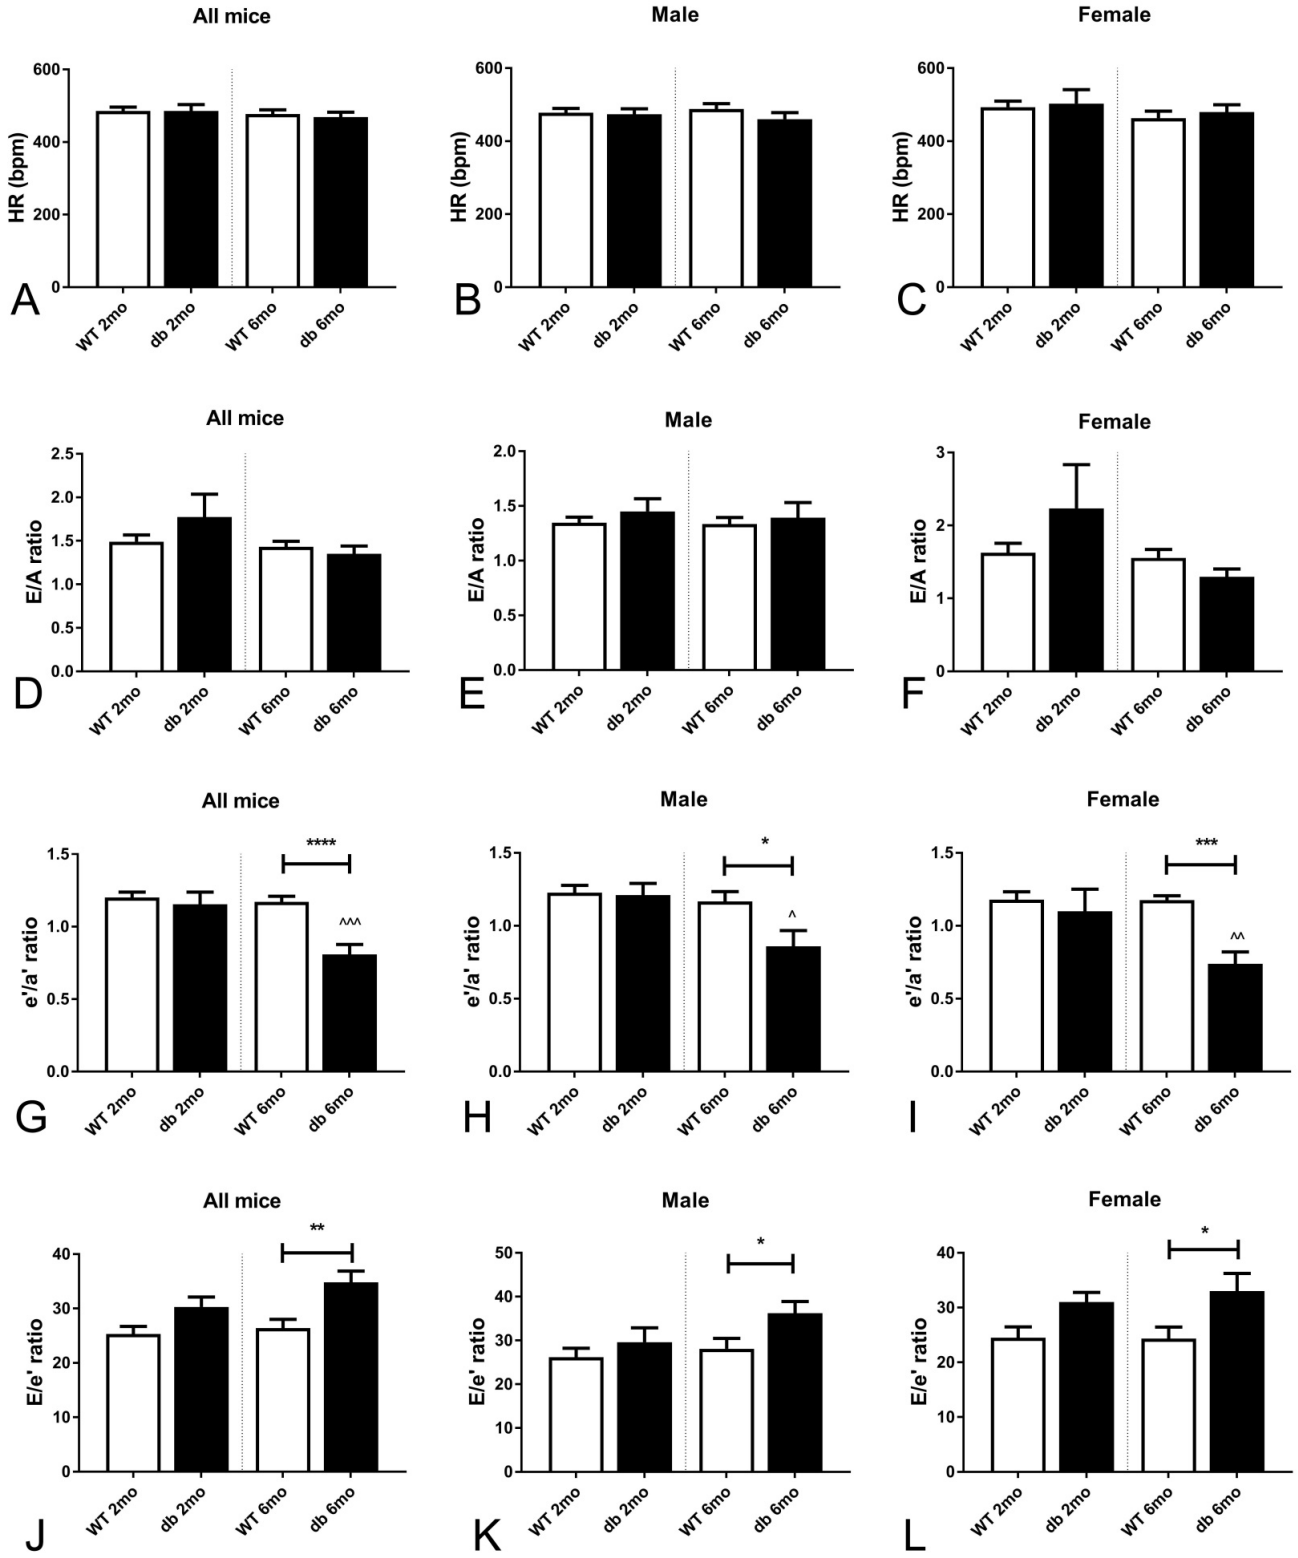 All mice
Male
Female
HR (bpm)
600
400
200
0
WT 2mo
db 2mo
WT 6mo
db 6mo
A
HR (bpm)
600
400
200
0
WT 2mo
db 2mo
WT 6mo
db 6mo
B
HR (bpm)
600
400
200
0
WT 2mo
db 2mo
WT 6mo
db 6mo
C
All mice
Male
Female
E/A ratio
2.5
2.0
1.5
1.0
0.5
0.0
WT 2mo
db 2mo
WT 6mo
db 6mo
D
E/A ratio
2.0
1.5
1.0
0.5
0.0
WT 2mo
db 2mo
WT 6mo
db 6mo
E
E/A ratio
3
2
1
0
WT 2mo
db 2mo
WT 6mo
db 6mo
F
All mice
Male
Female
e'/a' ratio
1.5
1.0
0.5
0.0
****
^^^
WT 2mo
db 2mo
WT 6mo
db 6mo
G
e'/a' ratio
1.5
1.0
0.5
0.0
*
^
WT 2mo
db 2mo
WT 6mo
db 6mo
H
e'/a' ratio
1.5
1.0
0.5
0.0
***
^^
WT 2mo
db 2mo
WT 6mo
db 6mo
I
All mice
Male
Female
E/e' ratio
40
30
20
10
0
**
WT 2mo
db 2mo
WT 6mo
db 6mo
J
E/e' ratio
50
40
30
20
10
0
*
WT 2mo
db 2mo
WT 6mo
db 6mo
K
E/e' ratio
40
30
20
10
0
*
WT 2mo
db 2mo
WT 6mo
db 6mo
L